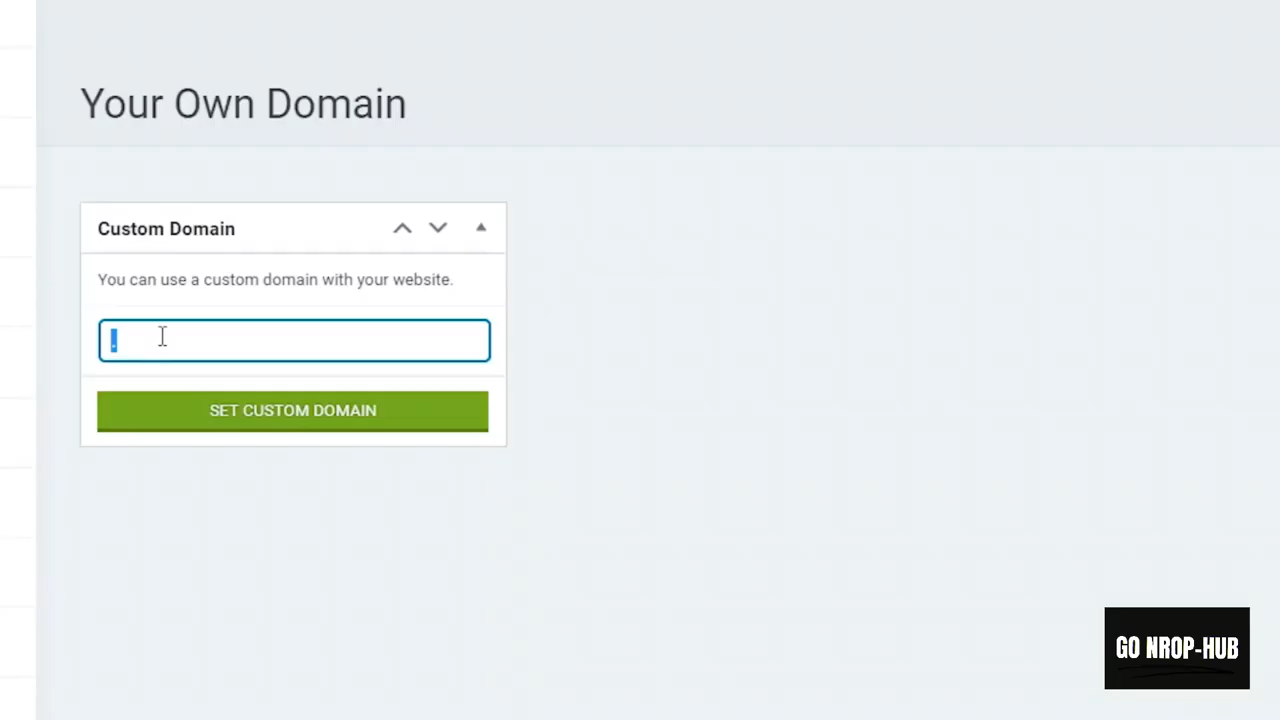 Your Own Domain
Custom Domain
You can use a custom domain with your website.
.
SET CUSTOM DOMAIN
GO NROP-HUB